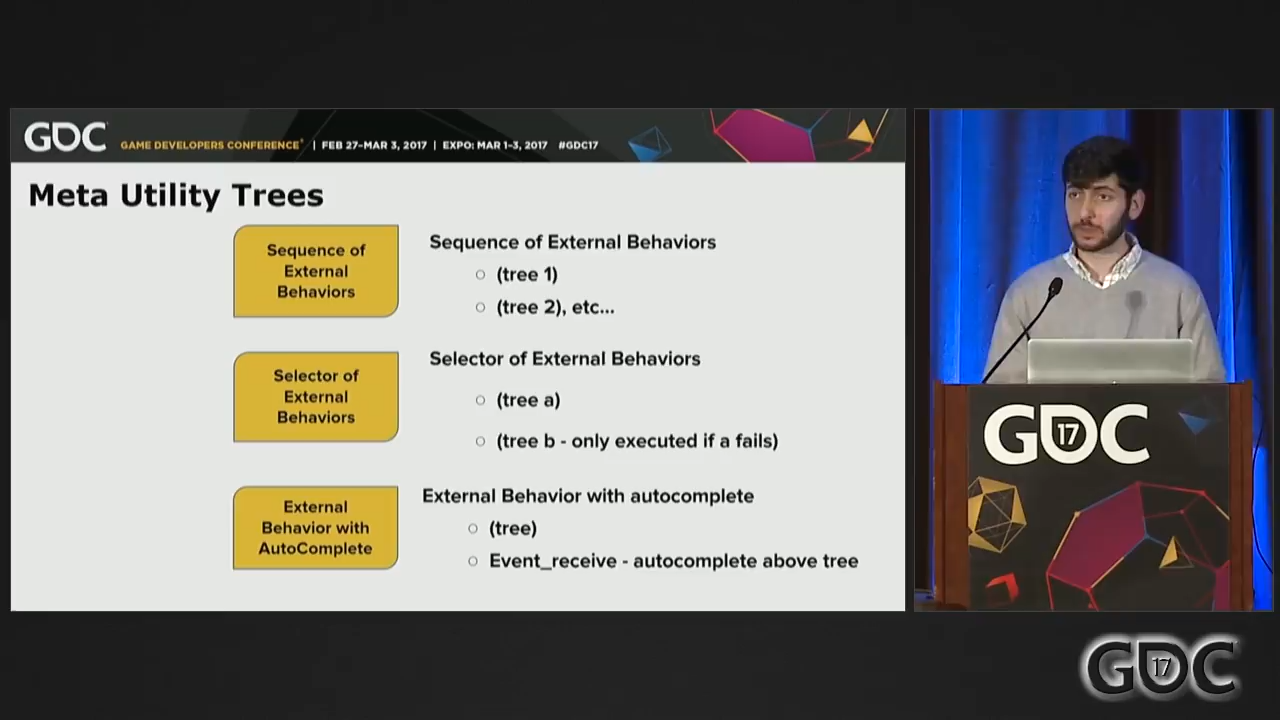 GDC
GAME DEVELOPERS CONFERENCE® | FEB 27–MAR 3, 2017 | EXPO: MAR 1–3, 2017 #GDC17
Meta Utility Trees
Sequence of
External
Behaviors
Sequence of External Behaviors
(tree 1)
(tree 2), etc...
Selector of
External
Behaviors
Selector of External Behaviors
(tree a)
(tree b - only executed if a fails)
External
Behavior with
AutoComplete
External Behavior with autocomplete
(tree)
Event_receive - autocomplete above tree
GDC
17
GDC
17